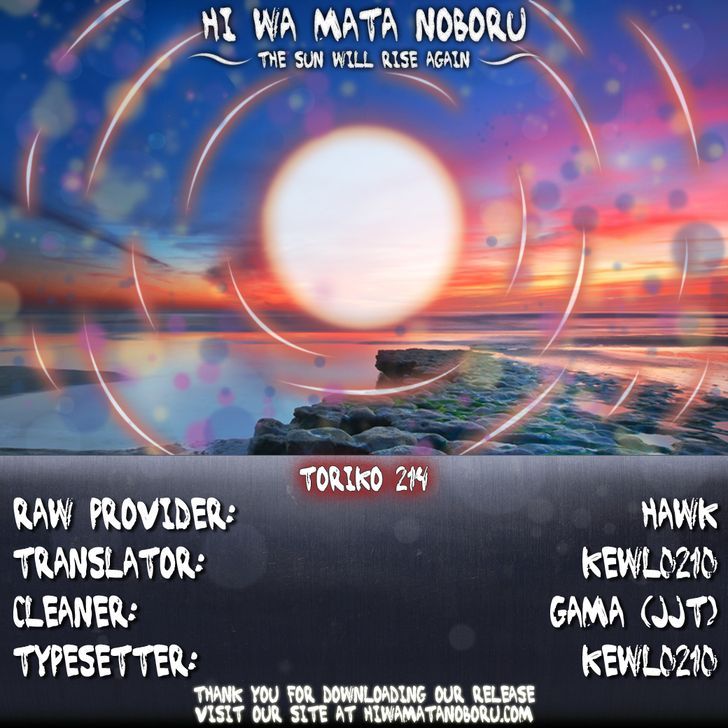 HI WA MATA NOBORU
THE SUN WILL RISE AGAIN
TORIKO 214
RAW PROVIDER: HAWK
TRANSLATOR: KEWL0210
CLEANER: GAMA (JJT)
TYPESETTER: KEWL0210
THANK YOU FOR DOWNLOADING OUR RELEASE
VISIT OUR SITE AT HIWAMATANOBORU.COM